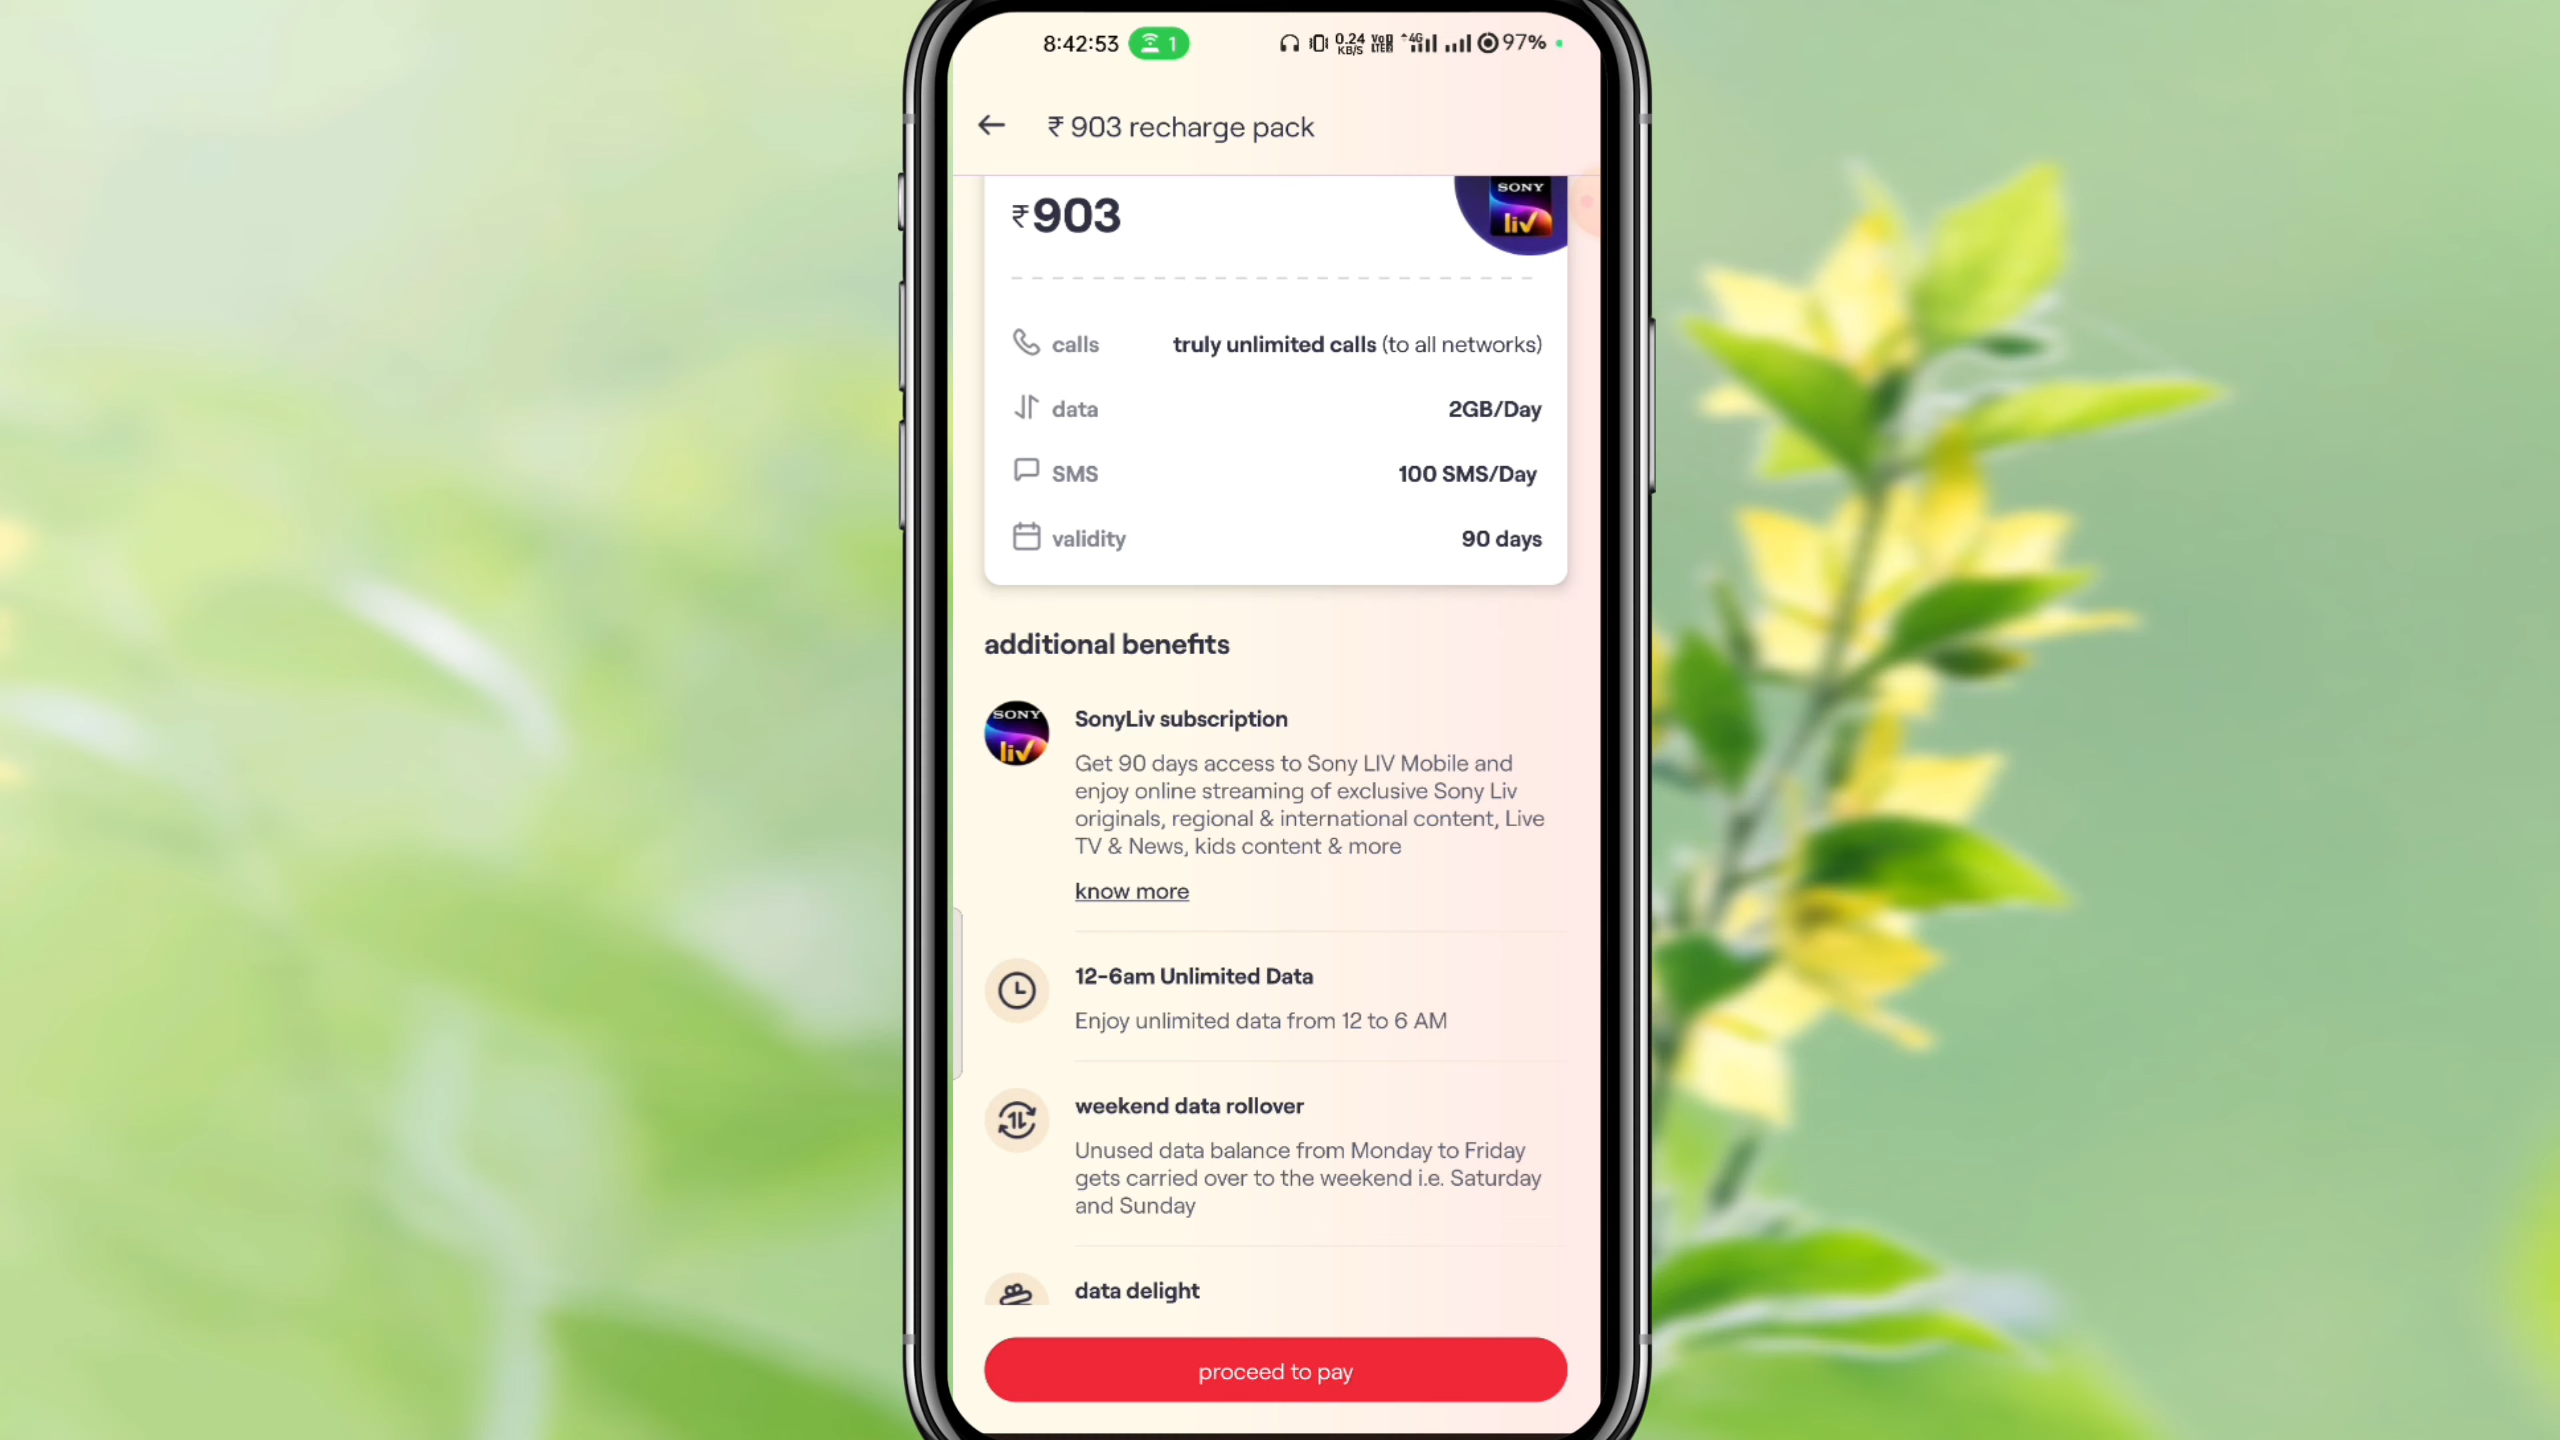 8:42:53 1 0.24 KB/S 4G 97%
₹ 903 recharge pack
₹903
SONY
liv
calls truly unlimited calls (to all networks)
data 2GB/Day
SMS 100 SMS/Day
validity 90 days
additional benefits
SONY
liv
SonyLiv subscription
Get 90 days access to Sony LIV Mobile and
enjoy online streaming of exclusive Sony Liv
originals, regional & international content, Live
TV & News, kids content & more
know more
12-6am Unlimited Data
Enjoy unlimited data from 12 to 6 AM
weekend data rollover
Unused data balance from Monday to Friday
gets carried over to the weekend i.e. Saturday
and Sunday
data delight
proceed to pay